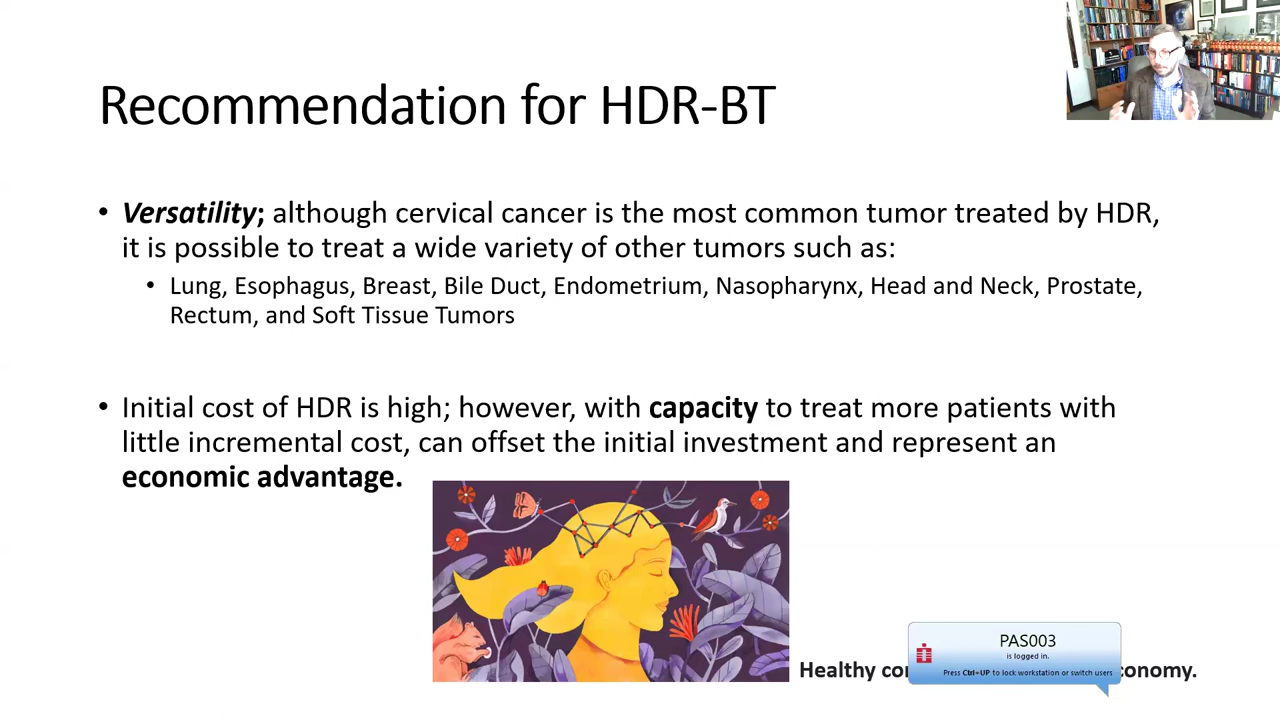 Recommendation for HDR-BT
• Versatility; although cervical cancer is the most common tumor treated by HDR,
it is possible to treat a wide variety of other tumors such as:
• Lung, Esophagus, Breast, Bile Duct, Endometrium, Nasopharynx, Head and Neck, Prostate,
Rectum, and Soft Tissue Tumors
• Initial cost of HDR is high; however, with capacity to treat more patients with
little incremental cost, can offset the initial investment and represent an
economic advantage.
PAS003
is logged in.
Press Ctrl+UP to lock workstation or switch users
Healthy